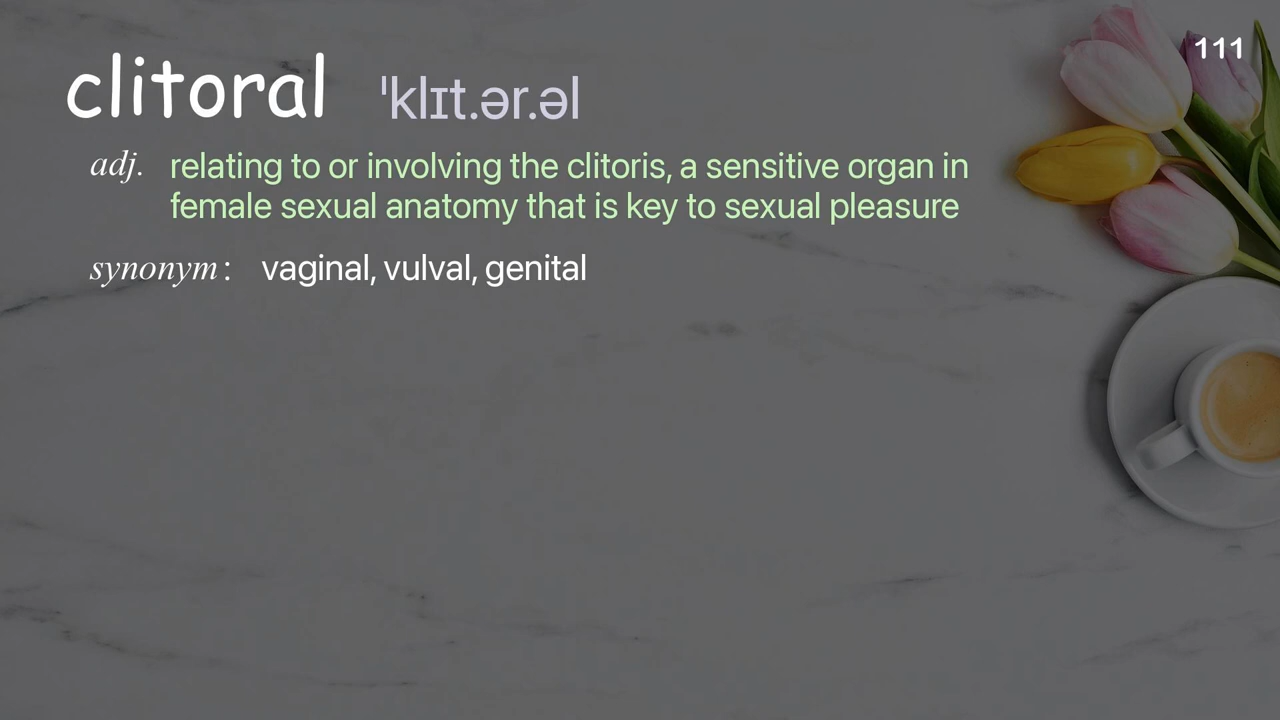 111
clitoral ˈklɪt.ər.əl
adj. relating to or involving the clitoris, a sensitive organ in
female sexual anatomy that is key to sexual pleasure
synonym: vaginal, vulval, genital